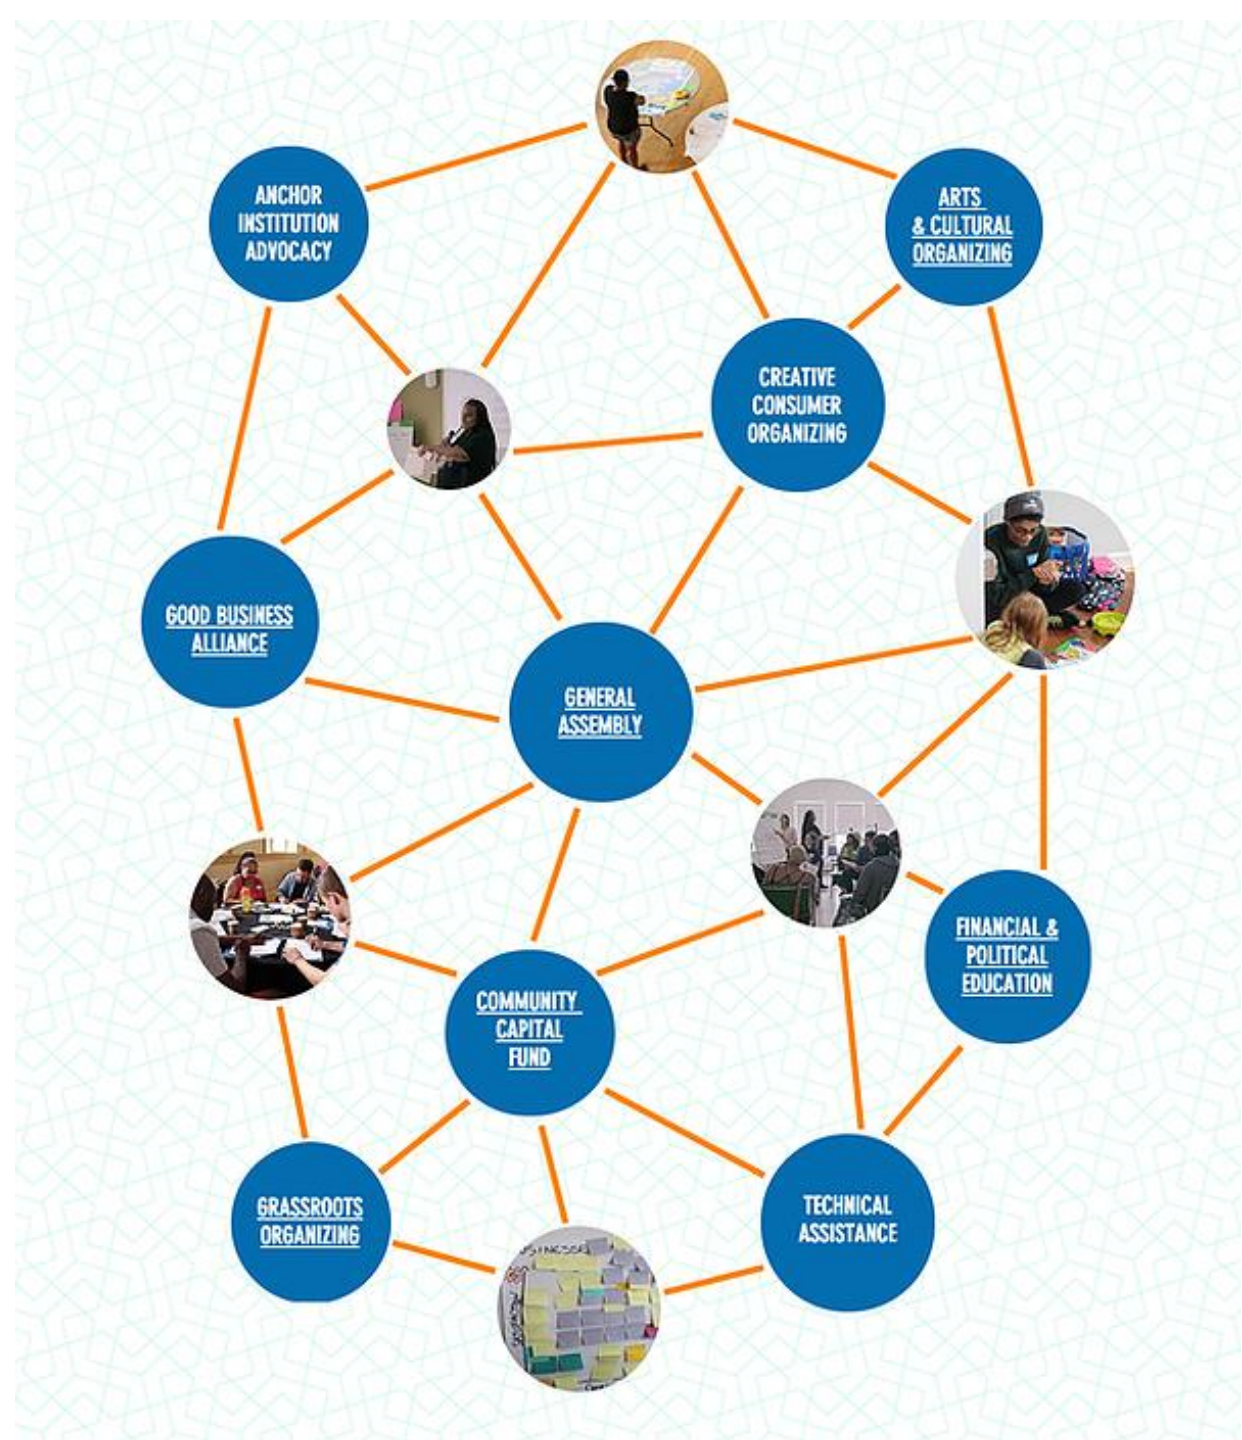 ANCHOR
INSTITUTION
ADVOCACY
ARTS
& CULTURAL
ORGANIZING
CREATIVE
CONSUMER
ORGANIZING
GOOD BUSINESS
ALLIANCE
GENERAL
ASSEMBLY
FINANCIAL &
POLITICAL
EDUCATION
COMMUNITY
CAPITAL
FUND
GRASSROOTS
ORGANIZING
TECHNICAL
ASSISTANCE